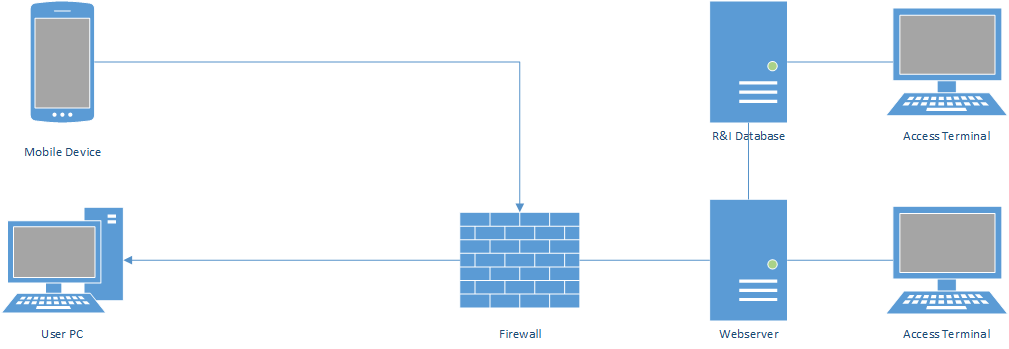 R&I Database
Access Terminal
Mobile Device
User PC
Firewall
Webserver
Access Terminal